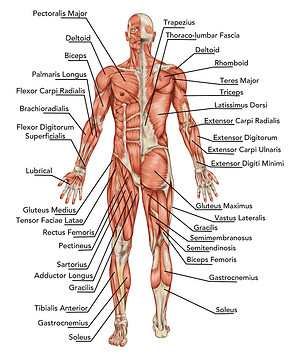 Pectoralis Major
Deltoid
Biceps
Palmaris Longus
Flexor Carpi Radialis
Brachioradialis
Flexor Digitorum
Superficialis
Lubrical
Gluteus Medius
Tensor Faciae Latae
Rectus Femoris
Pectineus
Sartorius
Adductor Longus
Gracilis
Tibialis Anterior
Gastrocnemius
Soleus
Trapezius
Thoraco-lumbar Fascia
Deltoid
Rhomboid
Teres Major
Triceps
Latissimus Dorsi
Extensor Carpi Radialis
Extensor Digitorum
Extensor Carpi Ulnaris
Extensor Digiti Minimi
Gluteus Maximus
Vastus Lateralis
Gracilis
Semimembranosus
Semitendinosis
Biceps Femoris
Gastrocnemius
Soleus